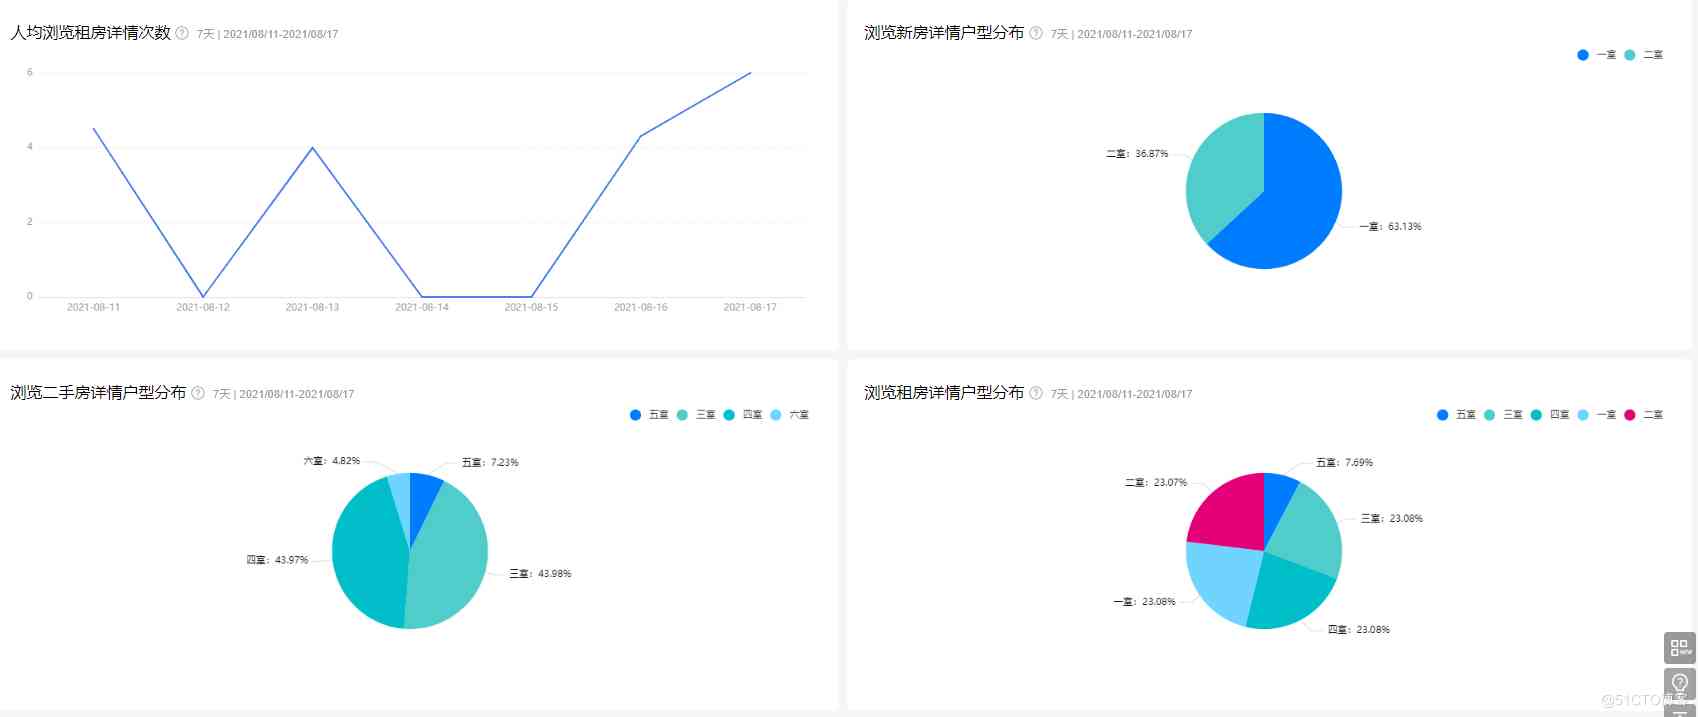 人均浏览租房详情次数 ? 7天 | 2021/08/11-2021/08/17
6
4
2
0
2021-08-11 2021-08-12 2021-08-13 2021-08-14 2021-08-15 2021-08-16 2021-08-17
浏览新房详情户型分布 ? 7天 | 2021/08/11-2021/08/17
一室 二室
二室：36.87%
一室：63.13%
浏览二手房详情户型分布 ? 7天 | 2021/08/11-2021/08/17
五室 三室 四室 六室
六室：4.82%
五室：7.23%
四室：43.97%
三室：43.98%
浏览租房详情户型分布 ? 7天 | 2021/08/11-2021/08/17
五室 三室 四室 一室 二室
五室：7.69%
二室：23.07%
三室：23.08%
一室：23.08%
四室：23.08%
NEW
?
@51CTO博客